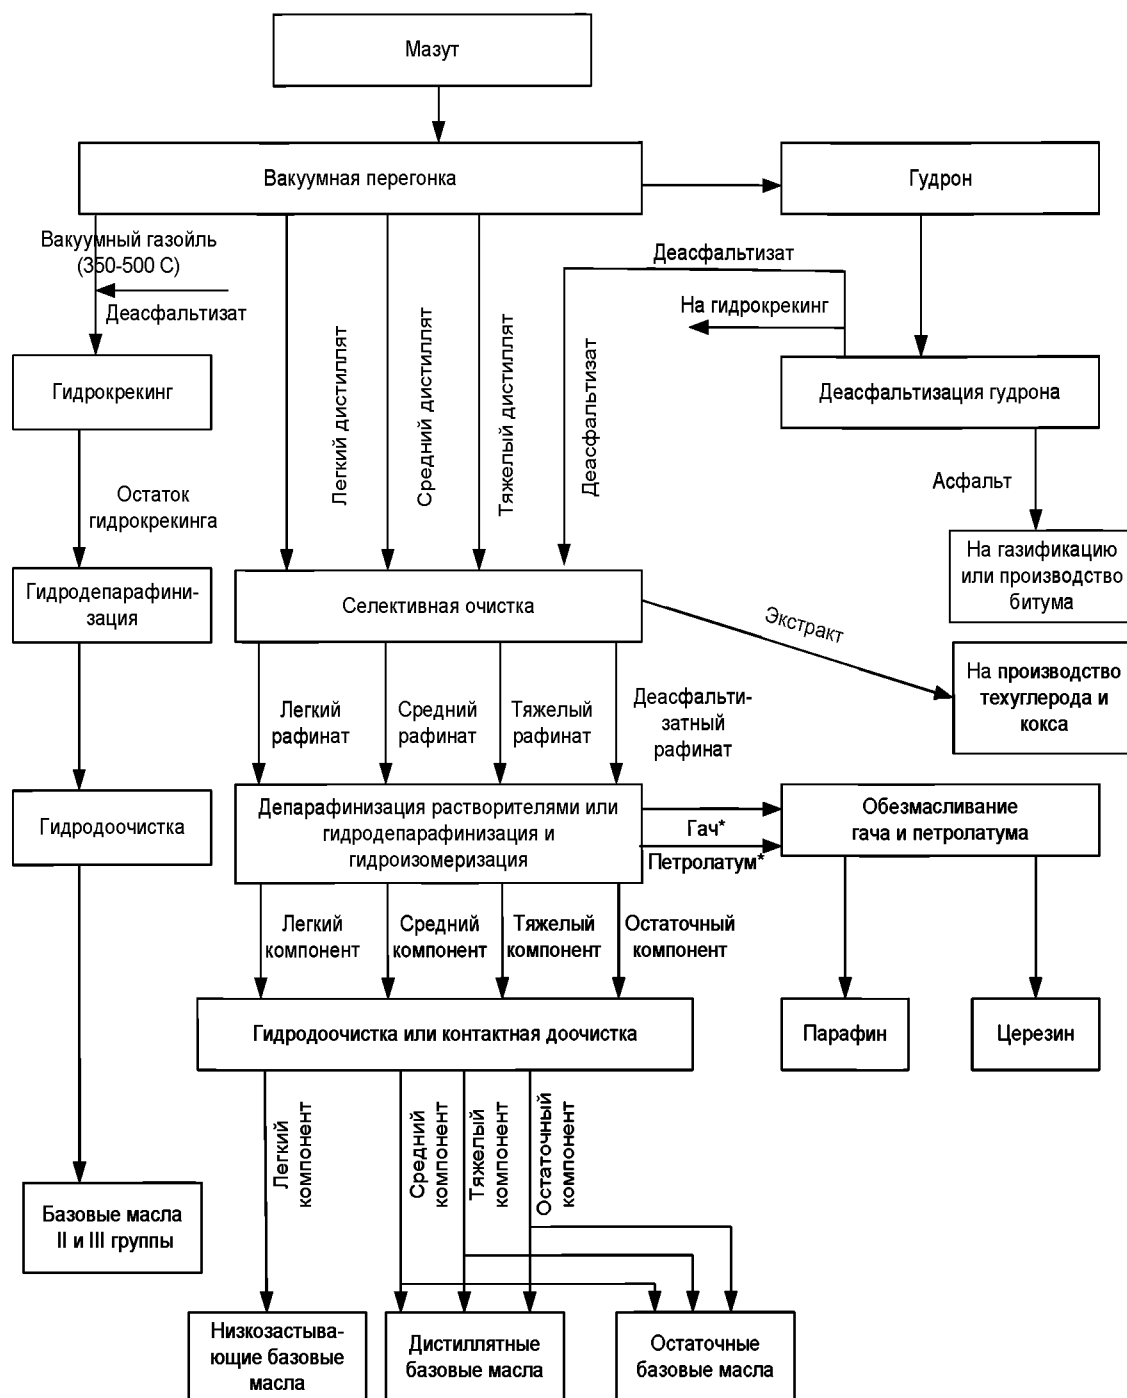 Мазут
Вакуумная перегонка
Гудрон
Вакуумный газойль
(350-500 С)
Деасфальтизат
Деасфальтизат
На гидрокрекинг
Гидрокрекинг
Легкий дистиллят
Средний дистиллят
Тяжелый дистиллят
Деасфальтизат
Деасфальтизация гудрона
Остаток
гидрокрекинга
Асфальт
На газификацию
или производство
битума
Гидродепарафини-
зация
Селективная очистка
Экстракт
На производство
техуглерода и
кокса
Легкий
рафинат
Средний
рафинат
Тяжелый
рафинат
Деасфальти-
затный
рафинат
Гидродоочистка
Депарафинизация растворителями или
гидродепарафинизация и
гидроизомеризация
Гач*
Петролатум*
Обезмасливание
гача и петролатума
Легкий
компонент
Средний
компонент
Тяжелый
компонент
Остаточный
компонент
Гидродоочистка или контактная доочистка
Парафин
Церезин
Легкий
компонент
Средний
компонент
Тяжелый
компонент
Остаточный
компонент
Базовые масла
II и III группы
Низкозастыва-
ющие базовые
масла
Дистиллятные
базовые масла
Остаточные
базовые масла